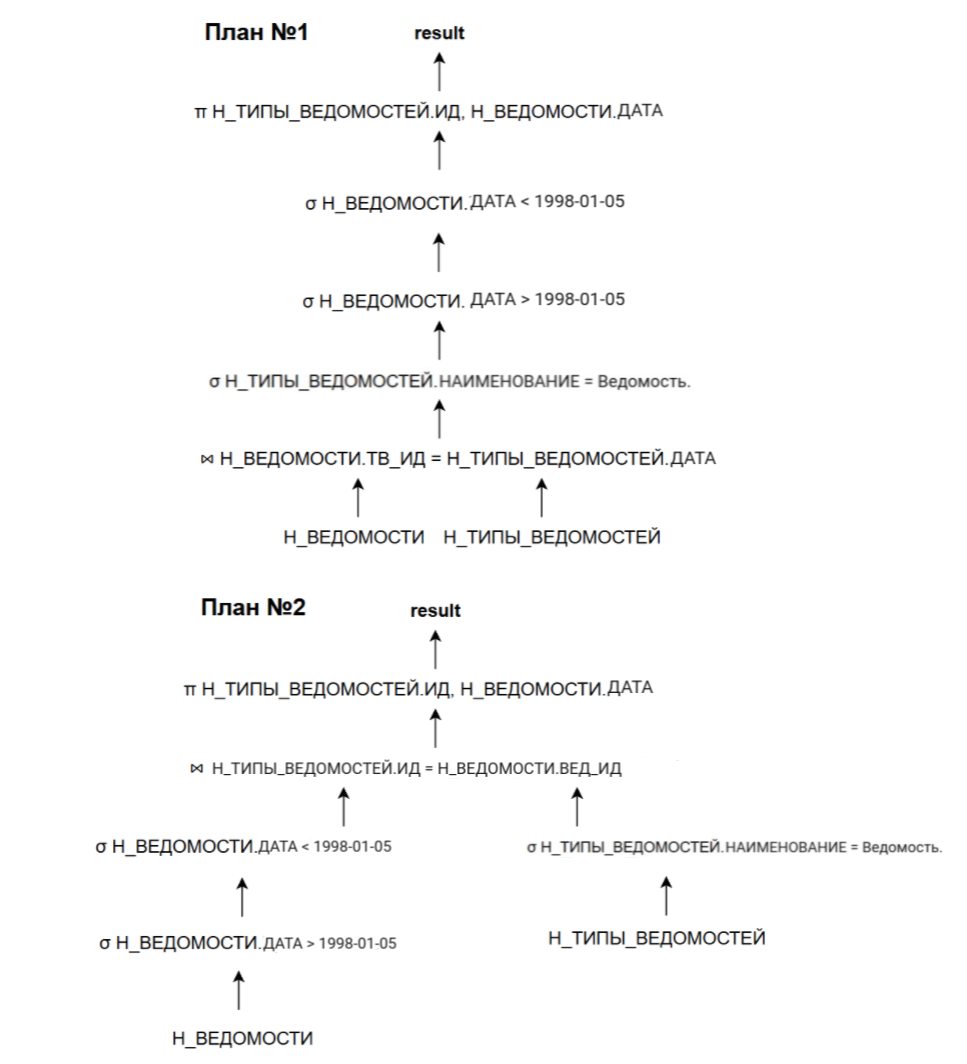 План №1 result
π Н_ТИПЫ_ВЕДОМОСТЕЙ.ИД, Н_ВЕДОМОСТИ.ДАТА
σ Н_ВЕДОМОСТИ.ДАТА < 1998-01-05
σ Н_ВЕДОМОСТИ. ДАТА > 1998-01-05
σ Н_ТИПЫ_ВЕДОМОСТЕЙ.НАИМЕНОВАНИЕ = Ведомость.
⋈ Н_ВЕДОМОСТИ.ТВ_ИД = Н_ТИПЫ_ВЕДОМОСТЕЙ.ДАТА
Н_ВЕДОМОСТИ Н_ТИПЫ_ВЕДОМОСТЕЙ
План №2 result
π Н_ТИПЫ_ВЕДОМОСТЕЙ.ИД, Н_ВЕДОМОСТИ.ДАТА
⋈ Н_ТИПЫ_ВЕДОМОСТЕЙ.ИД = Н_ВЕДОМОСТИ.ВЕД_ИД
σ Н_ВЕДОМОСТИ.ДАТА < 1998-01-05 σ Н_ТИПЫ_ВЕДОМОСТЕЙ.НАИМЕНОВАНИЕ = Ведомость.
σ Н_ВЕДОМОСТИ.ДАТА > 1998-01-05 Н_ТИПЫ_ВЕДОМОСТЕЙ
Н_ВЕДОМОСТИ